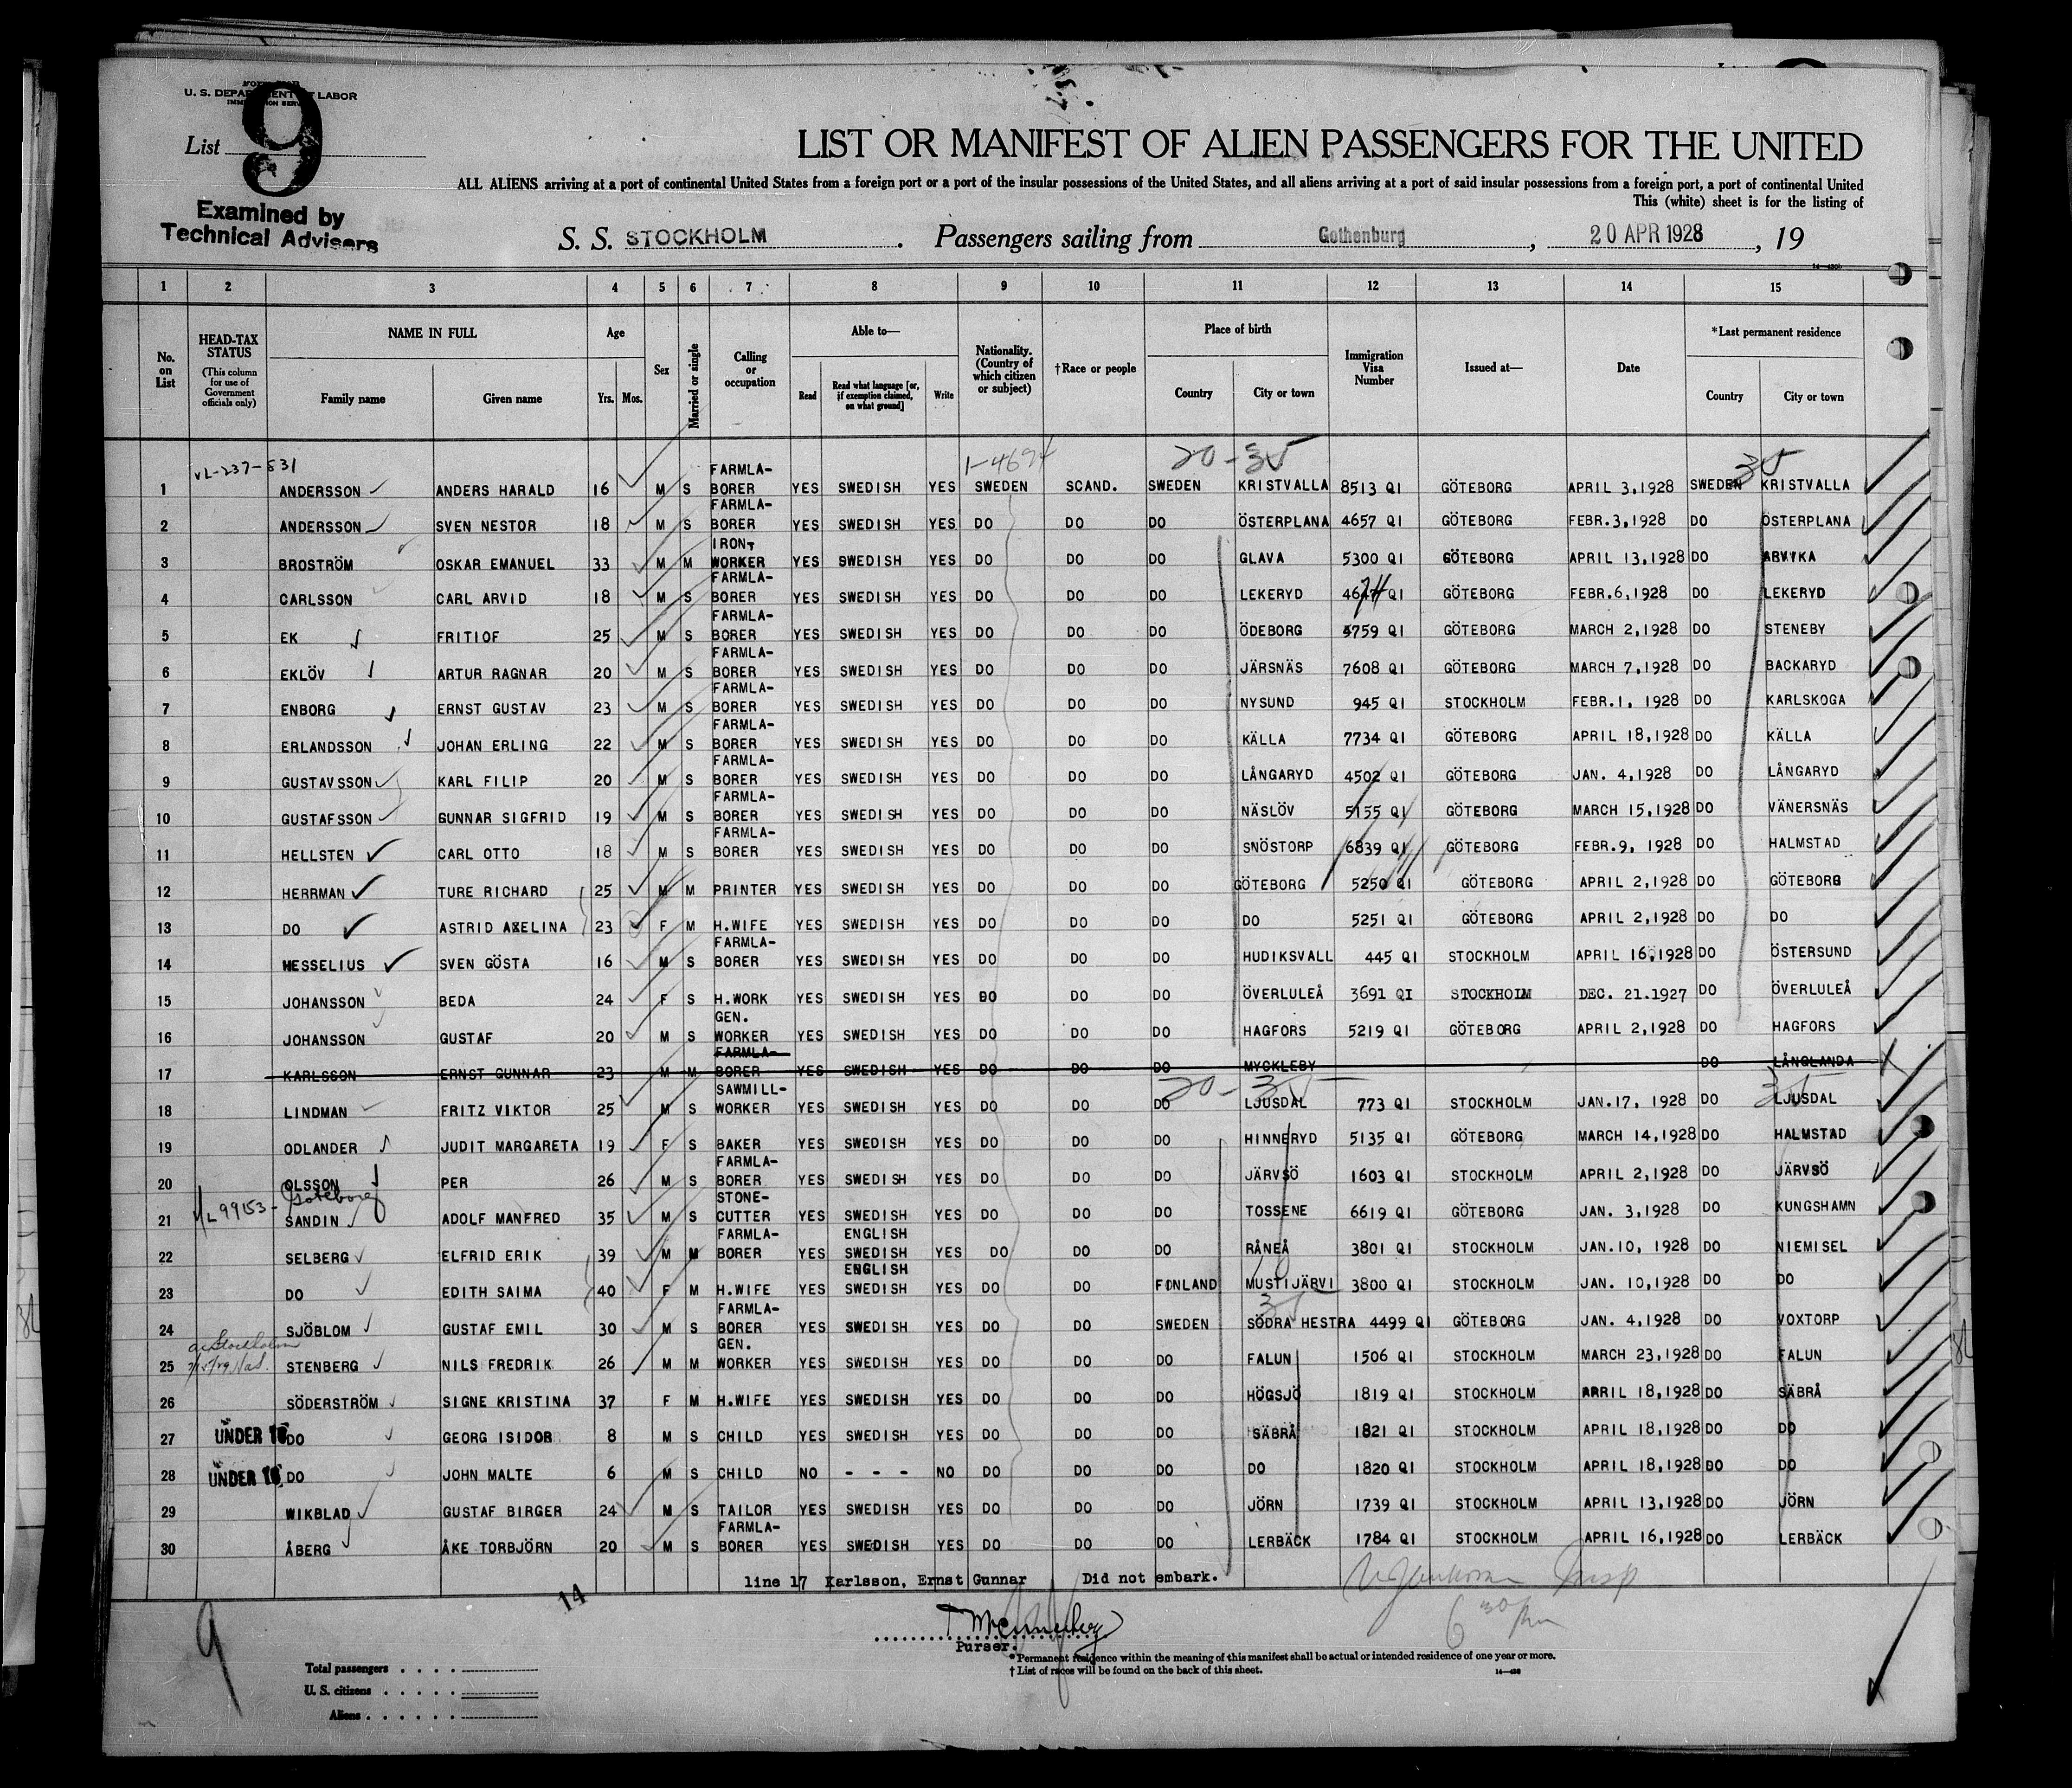 U. S. DEPARTMENT OF LABOR
List 9
Examined by
Technical Advisers
LIST OR MANIFEST OF ALIEN PASSENGERS FOR THE UNITED
ALL ALIENS arriving at a port of continental United States from a foreign port or a port of the insular possessions of the United States, and all aliens arriving at a port of said insular possessions from a foreign port, a port of continental United
This (white) sheet is for the listing of
S. S. STOCKHOLM . Passengers sailing from Gothenburg , 20 APR 1928 , 19
1 2 3 4 5 6 7 8 9 10 11 12 13 14 15
No. on List HEAD-TAX STATUS (This column for use of Government officials only) NAME IN FULL Family name Given name Age Yrs. Mos. Sex Married or single Calling or occupation Able to— Read Read what language [or, if exemption claimed, on what ground] Write Nationality. (Country of which citizen or subject) †Race or people Place of birth Country City or town Immigration Visa Number Issued at— Date *Last permanent residence Country City or town
VL-237-831 1-4694 20-35 35
1 ANDERSSON ANDERS HARALD 16 M S FARMLA-BORER YES SWEDISH YES SWEDEN SCAND. SWEDEN KRISTVALLA 8513 QI GÖTEBORG APRIL 3,1928 SWEDEN KRISTVALLA
2 ANDERSSON SVEN NESTOR 18 M S FARMLA-BORER YES SWEDISH YES DO DO DO ÖSTERPLANA 4657 QI GÖTEBORG FEBR.3,1928 DO ÖSTERPLANA
3 BROSTRÖM OSKAR EMANUEL 33 M M IRON-WORKER YES SWEDISH YES DO DO DO GLAVA 5300 QI GÖTEBORG APRIL 13,1928 DO ARVIKA
4 CARLSSON CARL ARVID 18 M S FARMLA-BORER YES SWEDISH YES DO DO DO LEKERYD QI GÖTEBORG FEBR.6,1928 DO LEKERYD
5 EK FRITIOF 25 M S FARMLA-BORER YES SWEDISH YES DO DO DO ÖDEBORG 5759 QI GÖTEBORG MARCH 2,1928 DO STENEBY
6 EKLÖV ARTUR RAGNAR 20 M S FARMLA-BORER YES SWEDISH YES DO DO DO JÄRSNÄS 7608 QI GÖTEBORG MARCH 7,1928 DO BACKARYD
7 ENBORG ERNST GUSTAV 23 M S FARMLA-BORER YES SWEDISH YES DO DO DO NYSUND 945 QI STOCKHOLM FEBR.1, 1928 DO KARLSKOGA
8 ERLANDSSON JOHAN ERLING 22 M S FARMLA-BORER YES SWEDISH YES DO DO DO KÄLLA 7734 QI GÖTEBORG APRIL 18,1928 DO KÄLLA
9 GUSTAVSSON KARL FILIP 20 M S FARMLA-BORER YES SWEDISH YES DO DO DO LÅNGARYD 4502 QI GÖTEBORG JAN. 4,1928 DO LÅNGARYD
10 GUSTAFSSON GUNNAR SIGFRID 19 M S FARMLA-BORER YES SWEDISH YES DO DO DO NÄSLÖV 5155 QI GÖTEBORG MARCH 15,1928 DO VÄNERSNÄS
11 HELLSTEN CARL OTTO 18 M S FARMLA-BORER YES SWEDISH YES DO DO DO SNÖSTORP 6839 QI GÖTEBORG FEBR.9, 1928 DO HALMSTAD
12 HERRMAN TURE RICHARD 25 M M PRINTER YES SWEDISH YES DO DO DO GÖTEBORG 5250 QI GÖTEBORG APRIL 2,1928 DO GÖTEBORG
13 DO ASTRID AXELINA 23 F M H.WIFE YES SWEDISH YES DO DO DO DO 5251 QI GÖTEBORG APRIL 2,1928 DO DO
14 HESSELIUS SVEN GÖSTA 16 M S FARMLA-BORER YES SWEDISH YES DO DO DO HUDIKSVALL 445 QI STOCKHOLM APRIL 16,1928 DO ÖSTERSUND
15 JOHANSSON BEDA 24 F S H.WORK YES SWEDISH YES DO DO DO ÖVERLULEÅ 3691 QI STOCKHOLM DEC. 21.1927 DO ÖVERLULEÅ
16 JOHANSSON GUSTAF 20 M S GEN. WORKER YES SWEDISH YES DO DO DO HAGFORS 5219 QI GÖTEBORG APRIL 2,1928 DO HAGFORS
17 KARLSSON ERNST GUNNAR 23 M M FARMLA-BORER YES SWEDISH YES DO DO DO MYCKLEBY DO LÅNGLANDA
20-35 35
18 LINDMAN FRITZ VIKTOR 25 M S SAWMILL-WORKER YES SWEDISH YES DO DO DO LJUSDAL 773 QI STOCKHOLM JAN.17, 1928 DO LJUSDAL
19 ODLANDER JUDIT MARGARETA 19 F S BAKER YES SWEDISH YES DO DO DO HINNERYD 5135 QI GÖTEBORG MARCH 14,1928 DO HALMSTAD
20 OLSSON PER 26 M S FARMLA-BORER YES SWEDISH YES DO DO DO JÄRVSÖ 1603 QI STOCKHOLM APRIL 2,1928 DO JÄRVSÖ
VL 99153- Goteborg
21 SANDIN ADOLF MANFRED 35 M S STONE-CUTTER YES SWEDISH YES DO DO DO TOSSENE 6619 QI GÖTEBORG JAN. 3,1928 DO KUNGSHAMN
22 SELBERG ELFRID ERIK 39 M M FARMLA-BORER YES ENGLISH SWEDISH YES DO DO DO RÅNEÅ 3801 QI STOCKHOLM JAN.10, 1928 DO NIEMISEL
23 DO EDITH SAIMA 40 F M H.WIFE YES ENGLISH SWEDISH YES DO DO FINLAND MUSTIJÄRVI 3800 QI STOCKHOLM JAN. 10,1928 DO DO
35
24 SJÖBLOM GUSTAF EMIL 30 M S FARMLA-BORER YES SWEDISH YES DO DO SWEDEN SÖDRA HESTRA 4499 QI GÖTEBORG JAN. 4,1928 DO VOXTORP
Stockholm
25 STENBERG NILS FREDRIK 26 M M GEN. WORKER YES SWEDISH YES DO DO DO FALUN 1506 QI STOCKHOLM MARCH 23,1928 DO FALUN
26 SÖDERSTRÖM SIGNE KRISTINA 37 F M H.WIFE YES SWEDISH YES DO DO DO HÖGSJÖ 1819 QI STOCKHOLM APRIL 18,1928 DO SÄBRÅ
27 UNDER 16 DO GEORG ISIDOR 8 M S CHILD YES SWEDISH YES DO DO DO SÄBRÅ 1821 QI STOCKHOLM APRIL 18,1928 DO DO
28 UNDER 16 DO JOHN MALTE 6 M S CHILD NO - - - NO DO DO DO DO 1820 QI STOCKHOLM APRIL 18,1928 DO DO
29 WIKBLAD GUSTAF BIRGER 24 M S TAILOR YES SWEDISH YES DO DO DO JÖRN 1739 QI STOCKHOLM APRIL 13,1928 DO JÖRN
30 ÅBERG ÅKE TORBJÖRN 20 M S FARMLA-BORER YES SWEDISH YES DO DO DO LERBÄCK 1784 QI STOCKHOLM APRIL 16,1928 DO LERBÄCK
line 17 Karlsson, Ernst Gunnar Did not embark.
14
9
Purser.
6 30 pm
*Permanent residence within the meaning of this manifest shall be actual or intended residence of one year or more.
†List of races will be found on the back of this sheet.
Total passengers . . . .
U. S. citizens . . . . .
Aliens . . . . . .